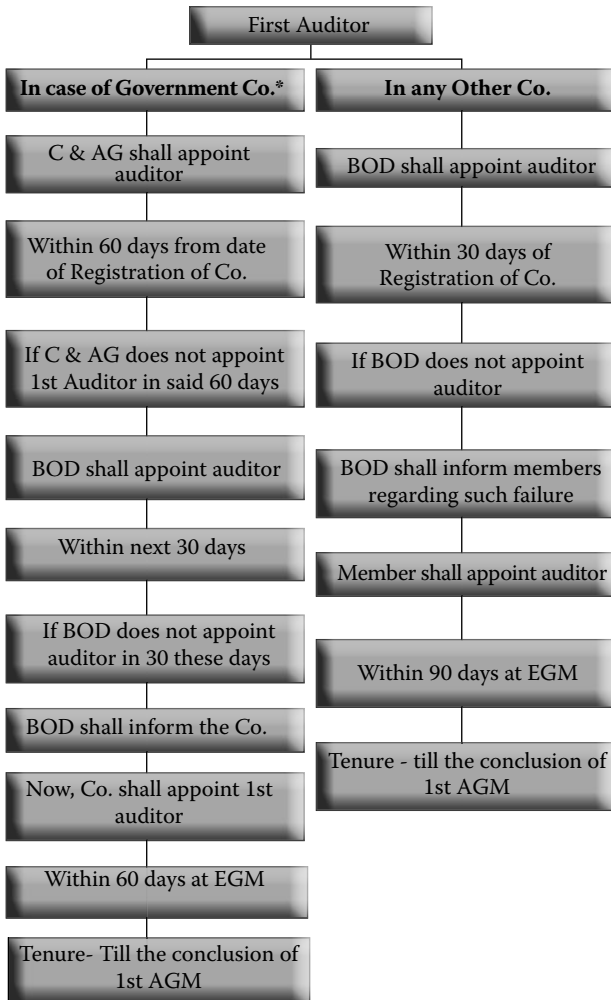 First Auditor
In case of Government Co.*
C & AG shall appoint
auditor
Within 60 days from date
of Registration of Co.
If C & AG does not appoint
1st Auditor in said 60 days
BOD shall appoint auditor
Within next 30 days
If BOD does not appoint
auditor in 30 these days
BOD shall inform the Co.
Now, Co. shall appoint 1st
auditor
Within 60 days at EGM
Tenure- Till the conclusion of
1st AGM
In any Other Co.
BOD shall appoint auditor
Within 30 days of
Registration of Co.
If BOD does not appoint
auditor
BOD shall inform members
regarding such failure
Member shall appoint auditor
Within 90 days at EGM
Tenure - till the conclusion of
1st AGM